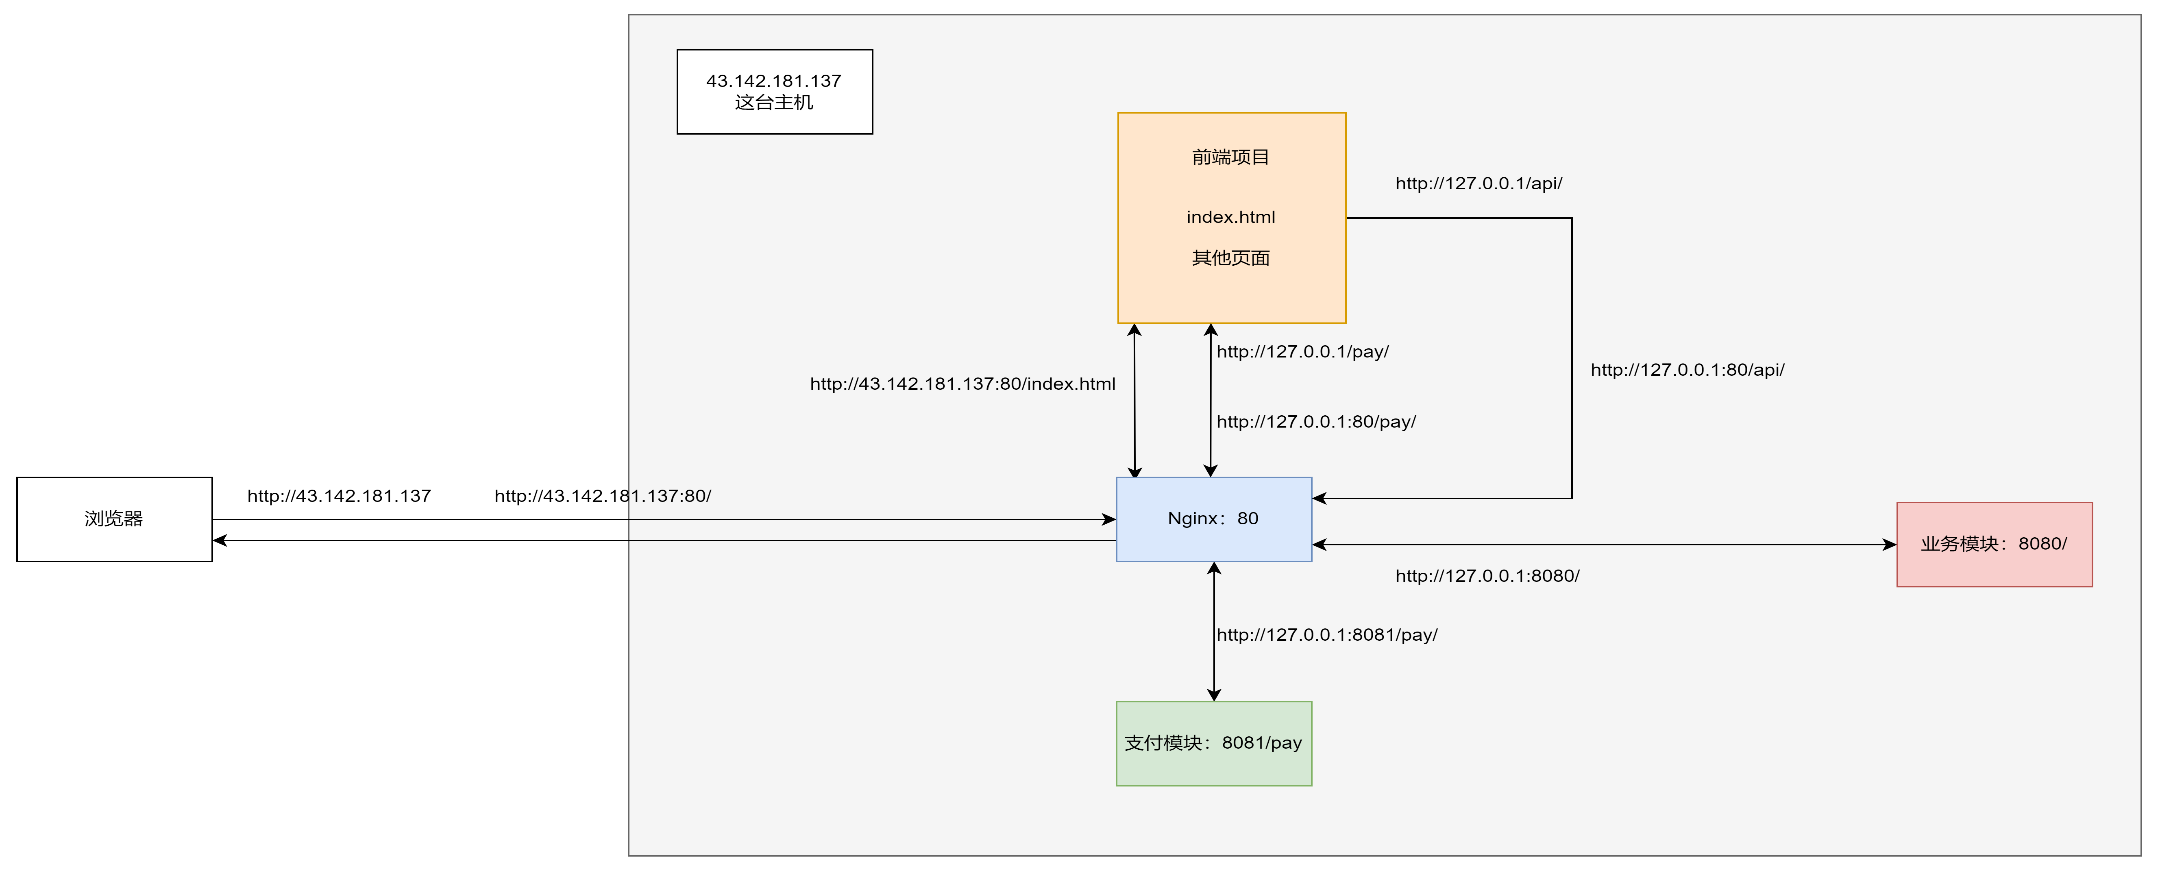 43.142.181.137
这台主机
前端项目
index.html
其他页面
http://127.0.0.1/api/
http://127.0.0.1/pay/
http://43.142.181.137:80/index.html
http://127.0.0.1:80/api/
http://127.0.0.1:80/pay/
浏览器
http://43.142.181.137
http://43.142.181.137:80/
Nginx：80
业务模块：8080/
http://127.0.0.1:8080/
http://127.0.0.1:8081/pay/
支付模块：8081/pay